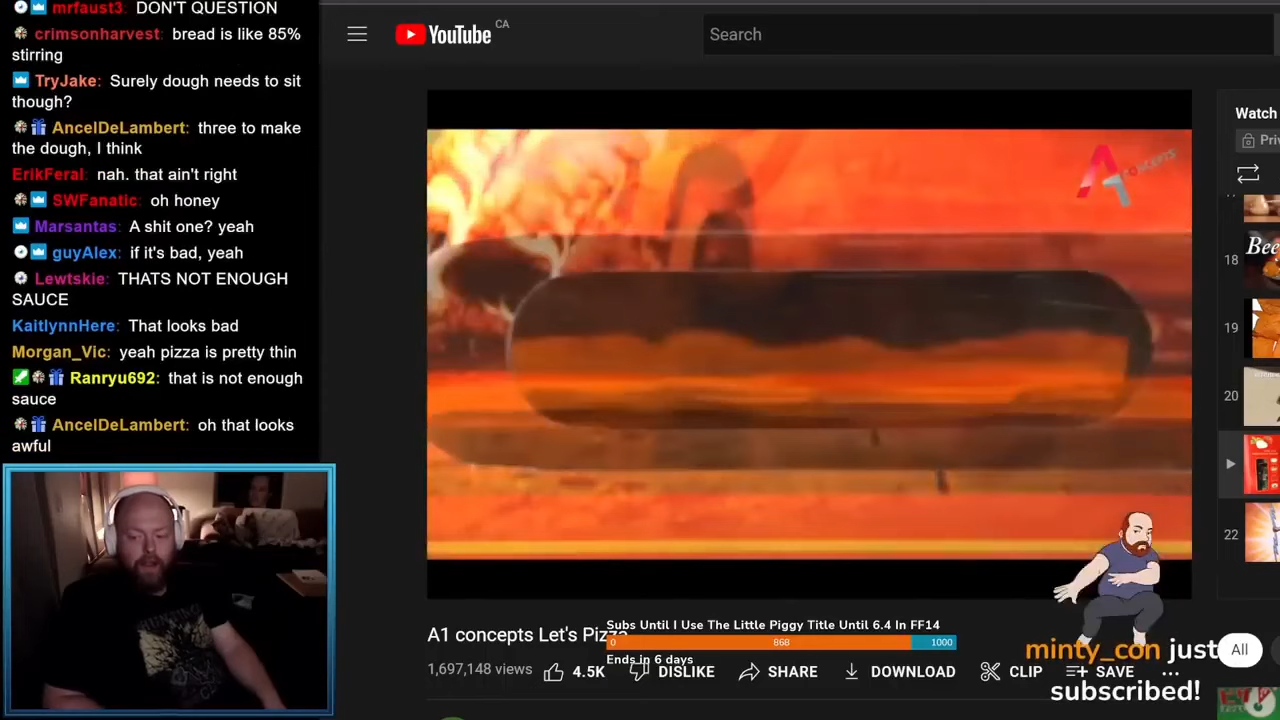 mrfaust3: DON'T QUESTION
crimsonharvest: bread is like 85%
stirring
TryJake: Surely dough needs to sit
though?
AncelDeLambert: three to make
the dough, I think
ErikFeral: nah. that ain't right
SWFanatic: oh honey
Marsantas: A shit one? yeah
guyAlex: if it's bad, yeah
Lewtskie: THATS NOT ENOUGH
SAUCE
KaitlynnHere: That looks bad
Morgan_Vic: yeah pizza is pretty thin
Ranryu692: that is not enough
sauce
AncelDeLambert: oh that looks
awful
YouTube CA
Search
A CONCEPTS
Watch
Pri
18
19
20
22
A1 concepts Let's Pizza
1,697,148 views
4.5K
DISLIKE
SHARE
DOWNLOAD
CLIP
SAVE
...
All
Subs Until I Use The Little Piggy Title Until 6.4 In FF14
0 868 1000
Ends in 6 days
minty_con just
subscribed!